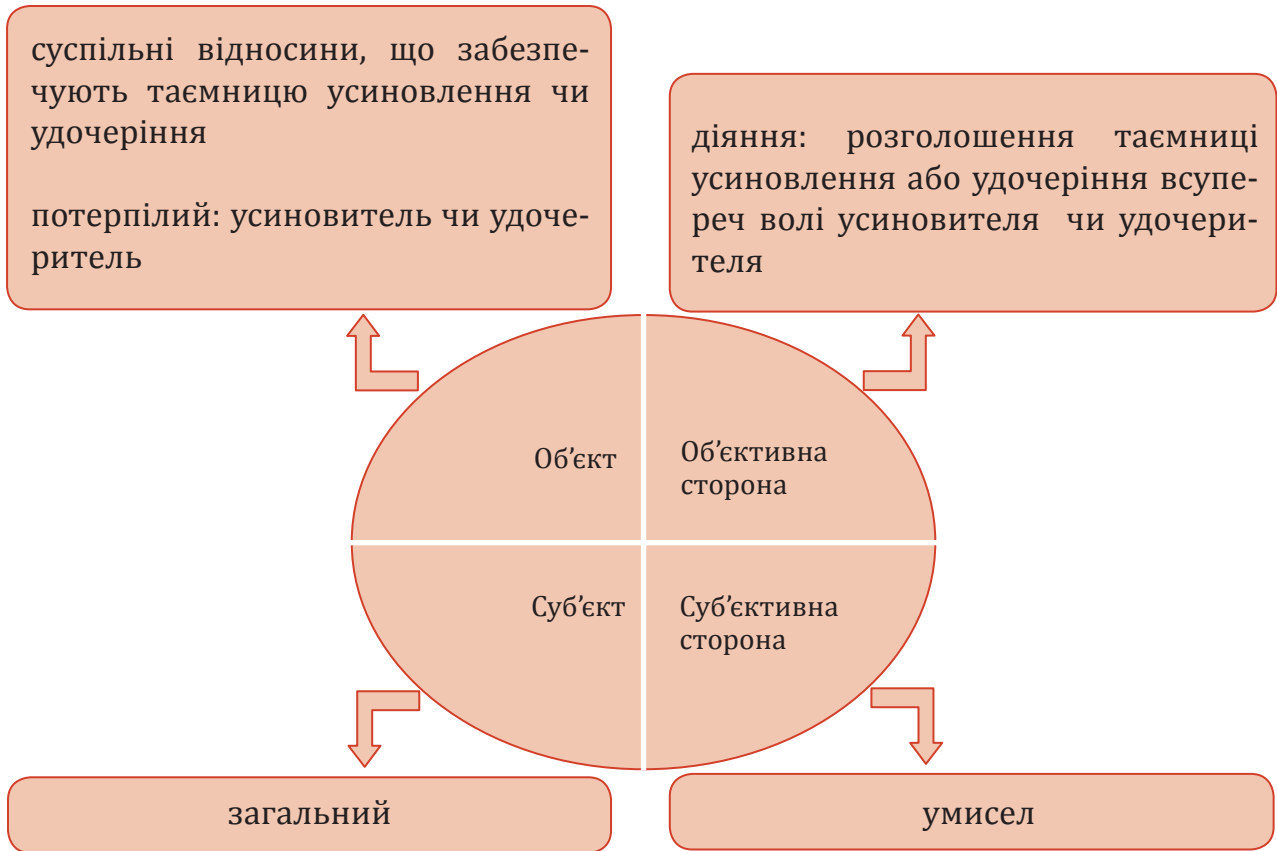 суспільні відносини, що забезпе-
чують таємницю усиновлення чи
удочеріння
потерпілий: усиновитель чи удоче-
ритель
діяння: розголошення таємниці
усиновлення або удочеріння всупе-
реч волі усиновителя чи удочери-
теля
Об’єкт
Об’єктивна
сторона
Суб’єкт
Суб’єктивна
сторона
загальний
умисел